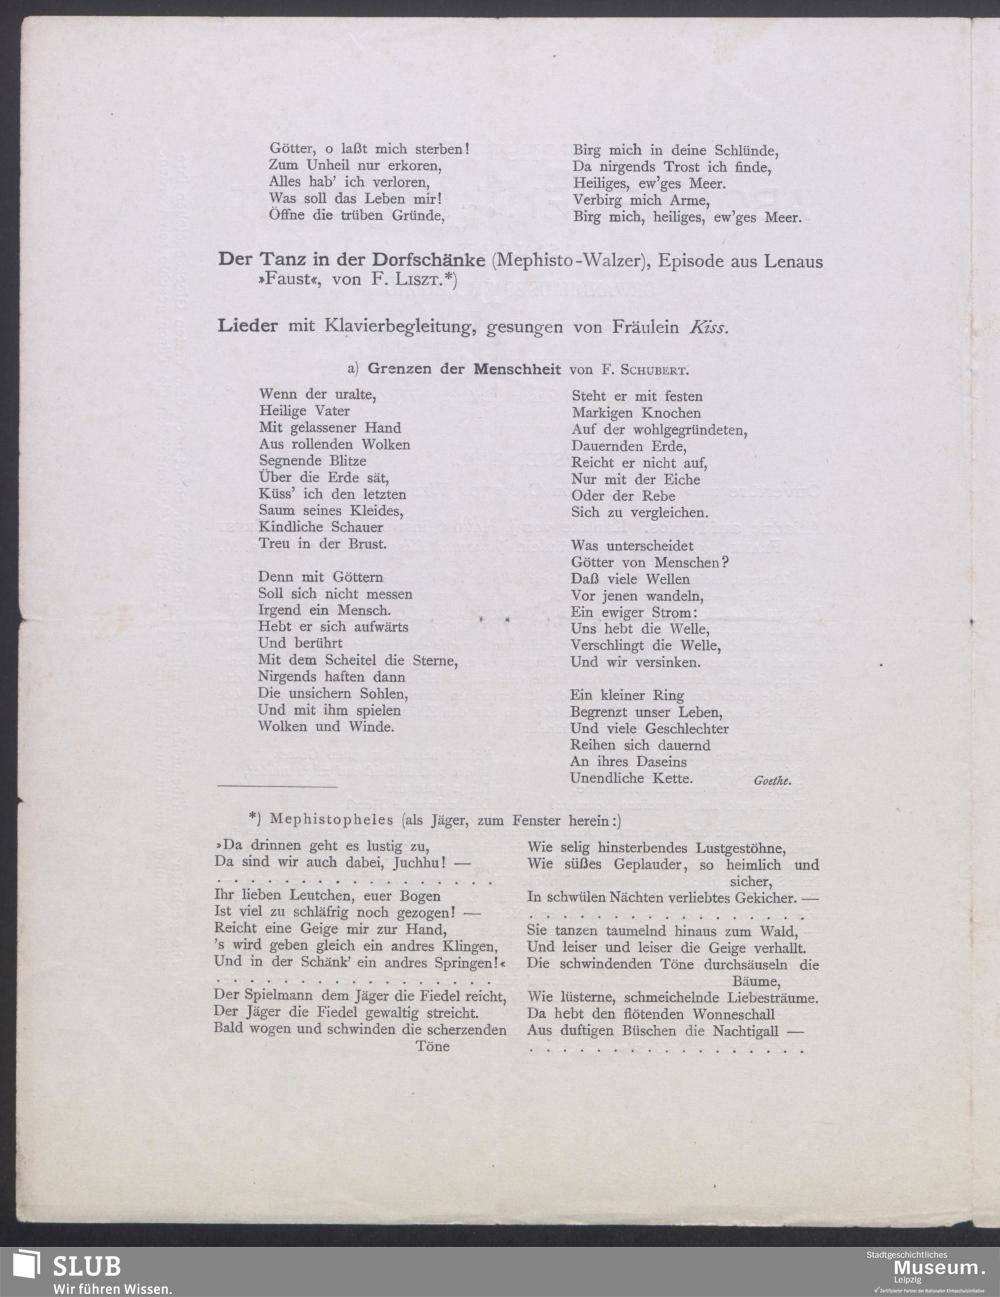 Götter, o laßt mich sterben!
Zum Unheil nur erkoren,
Alles hab' ich verloren,
Was soll das Leben mir!
Öffne die trüben Gründe,
Birg mich in deine Schlünde,
Da nirgends Trost ich finde,
Heiliges, ew'ges Meer.
Verbirg mich Arme,
Birg mich, heiliges, ew'ges Meer.
Der Tanz in der Dorfschänke (Mephisto-Walzer), Episode aus Lenaus
»Faust«, von F. Liszt.*)
Lieder mit Klavierbegleitung, gesungen von Fräulein Kiss.
a) Grenzen der Menschheit von F. Schubert.
Wenn der uralte,
Heilige Vater
Mit gelassener Hand
Aus rollenden Wolken
Segnende Blitze
Über die Erde sät,
Küss' ich den letzten
Saum seines Kleides,
Kindliche Schauer
Treu in der Brust.
Denn mit Göttern
Soll sich nicht messen
Irgend ein Mensch.
Hebt er sich aufwärts
Und berührt
Mit dem Scheitel die Sterne,
Nirgends haften dann
Die unsichern Sohlen,
Und mit ihm spielen
Wolken und Winde.
Steht er mit festen
Markigen Knochen
Auf der wohlgegründeten,
Dauernden Erde,
Reicht er nicht auf,
Nur mit der Eiche
Oder der Rebe
Sich zu vergleichen.
Was unterscheidet
Götter von Menschen?
Daß viele Wellen
Vor jenen wandeln,
Ein ewiger Strom:
Uns hebt die Welle,
Verschlingt die Welle,
Und wir versinken.
Ein kleiner Ring
Begrenzt unser Leben,
Und viele Geschlechter
Reihen sich dauernd
An ihres Daseins
Unendliche Kette. Goethe.
*) Mephistopheles (als Jäger, zum Fenster herein:)
»Da drinnen geht es lustig zu,
Da sind wir auch dabei, Juchhu! —
. . . . . . . . . . . . . . . . .
Ihr lieben Leutchen, euer Bogen
Ist viel zu schläfrig noch gezogen! —
Reicht eine Geige mir zur Hand,
's wird geben gleich ein andres Klingen,
Und in der Schänk' ein andres Springen!«
. . . . . . . . . . . . . . . . .
Der Spielmann dem Jäger die Fiedel reicht,
Der Jäger die Fiedel gewaltig streicht.
Bald wogen und schwinden die scherzenden
Töne
Wie selig hinsterbendes Lustgestöhne,
Wie süßes Geplauder, so heimlich und
sicher,
In schwülen Nächten verliebtes Gekicher. —
. . . . . . . . . . . . . . . . .
Sie tanzen taumelnd hinaus zum Wald,
Und leiser und leiser die Geige verhallt.
Die schwindenden Töne durchsäuseln die
Bäume,
Wie lüsterne, schmeichelnde Liebesträume.
Da hebt den flötenden Wonneschall
Aus duftigen Büschen die Nachtigall —
. . . . . . . . . . . . . . . . .
SLUB
Wir führen Wissen.
Stadtgeschichtliches
Museum.
Leipzig
Zertifizierter Partner der Nationalen Klimaschutzinitiative